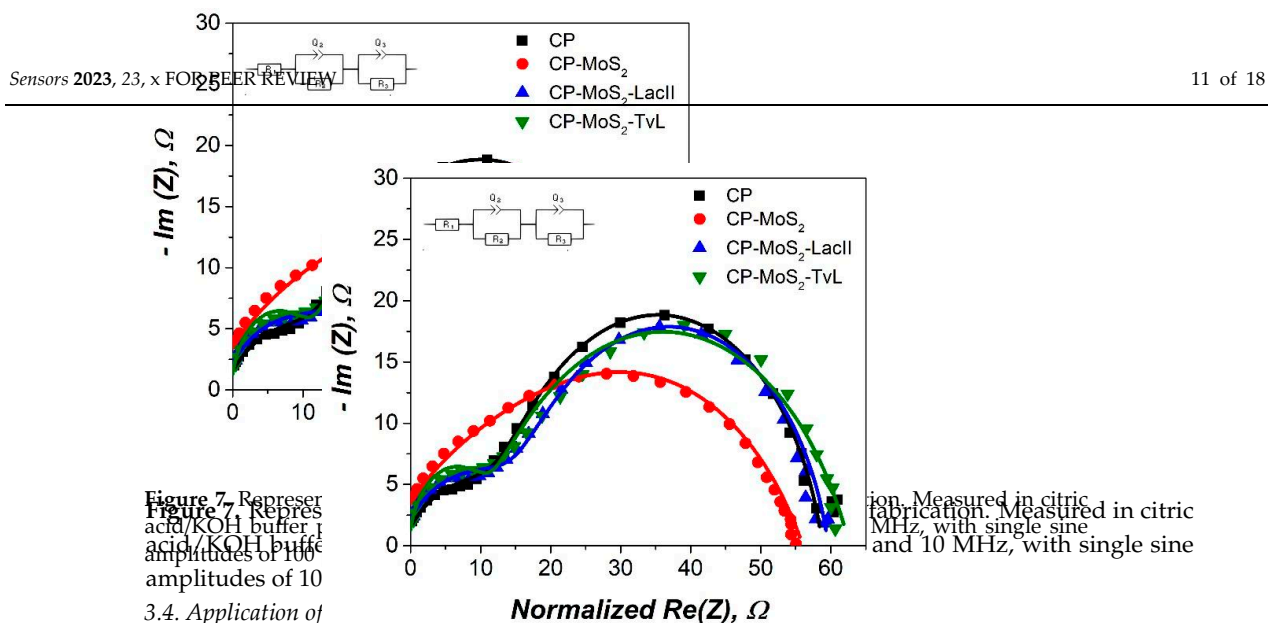 30
CP
CP-MoS2
CP-MoS2-LacII
CP-MoS2-TvL
Q2 Q3
R1
R2 R3
Sensors 2023, 23, x FOR PEER REVIEW
11 of 18
25
20
15
10
5
0
- Im (Z), Ω
0 10
30
25
20
15
10
5
0
- Im (Z), Ω
Q2 Q3
R1
R2 R3
CP
CP-MoS2
CP-MoS2-LacII
CP-MoS2-TvL
0 10 20 30 40 50 60
Normalized Re(Z), Ω
Figure 7. Measured in citric
Figure 7. fabrication. Measured in citric
acid/KOH buffer MHz, with single sine
acid/KOH and 10 MHz, with single sine
amplitudes of 100
amplitudes of 10
3.4. Application of